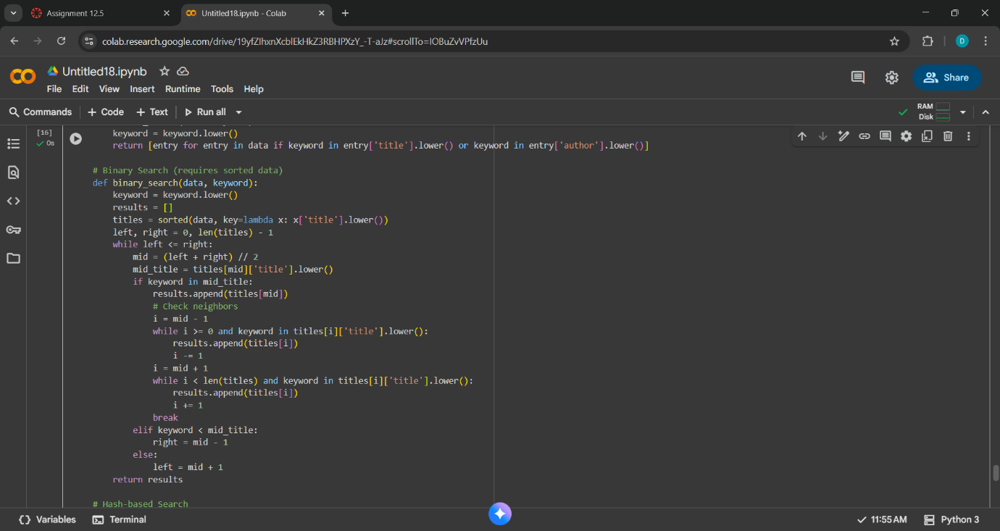 Assignment 12.5
Untitled18.ipynb - Colab
colab.research.google.com/drive/19yfZlhxnXcblEkHkZ3RBHPXzY_-T-aJz#scrollTo=IOBuZvVPfzUu
D
Untitled18.ipynb
File Edit View Insert Runtime Tools Help
Share
Commands + Code + Text Run all
RAM
Disk
[16]
0s
keyword = keyword.lower()
return [entry for entry in data if keyword in entry['title'].lower() or keyword in entry['author'].lower()]
# Binary Search (requires sorted data)
def binary_search(data, keyword):
    keyword = keyword.lower()
    results = []
    titles = sorted(data, key=lambda x: x['title'].lower())
    left, right = 0, len(titles) - 1
    while left <= right:
        mid = (left + right) // 2
        mid_title = titles[mid]['title'].lower()
        if keyword in mid_title:
            results.append(titles[mid])
            # Check neighbors
            i = mid - 1
            while i >= 0 and keyword in titles[i]['title'].lower():
                results.append(titles[i])
                i -= 1
            i = mid + 1
            while i < len(titles) and keyword in titles[i]['title'].lower():
                results.append(titles[i])
                i += 1
            break
        elif keyword < mid_title:
            right = mid - 1
        else:
            left = mid + 1
    return results
# Hash-based Search
Variables Terminal
11:55 AM Python 3